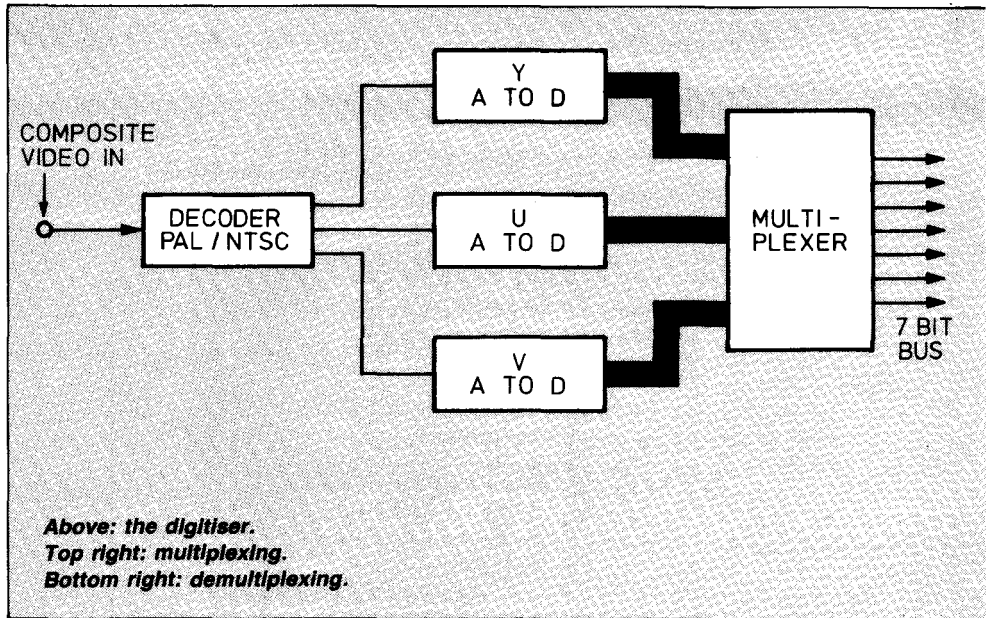 COMPOSITE
VIDEO IN
DECODER
PAL / NTSC
Y
A TO D
U
A TO D
V
A TO D
MULTI -
PLEXER
7 BIT
BUS
Above: the digitiser.
Top right: multiplexing.
Bottom right: demultiplexing.